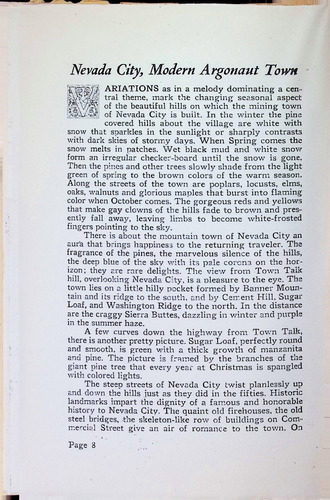 Nevada City, Modern Argonaut Town
VARIATIONS as in a melody dominating a cen-
tral theme, mark the changing seasonal aspect
of the beautiful hills on which the mining town
of Nevada City is built. In the winter the pine
covered hills about the village are white with
snow that sparkles in the sunlight or sharply contrasts
with dark skies of stormy days. When Spring comes the
snow melts in patches. Wet black mud and white snow
form an irregular checker-board until the snow is gone.
Then the pines and other trees slowly shade from the light
green of spring to the brown colors of the warm season.
Along the streets of the town are poplars, locusts, elms,
oaks, walnuts and glorious maples that burst into flaming
color when October comes. The gorgeous reds and yellows
that make gay clowns of the hills fade to brown and pres-
ently fall away, leaving limbs to become white-frosted
fingers pointing to the sky.
There is about the mountain town of Nevada City an
aura that brings happiness to the returning traveler. The
fragrance of the pines, the marvelous silence of the hills,
the deep blue of the sky with its pale corona on the hor-
izon; they are rare delights. The view from Town Talk
hill, overlooking Nevada City, is a pleasure to the eye. The
town lies on a little hilly pocket formed by Banner Moun-
tain and its ridge to the south, and by Cement Hill, Sugar
Loaf, and Washington Ridge to the north. In the distance
are the craggy Sierra Buttes, dazzling in winter and purple
in the summer haze.
A few curves down the highway from Town Talk,
there is another pretty picture. Sugar Loaf, perfectly round
and smooth, is green with a thick growth of manzanita
and pine. The picture is framed by the branches of the
giant pine tree that every year at Christmas is spangled
with colored lights.
The steep streets of Nevada City twist planlessly up
and down the hills just as they did in the fifties. Historic
landmarks impart the dignity of a famous and honorable
history to Nevada City. The quaint old firehouses, the old
steel bridges, the skeleton-like row of buildings on Com-
mercial Street give an air of romance to the town. On
Page 8